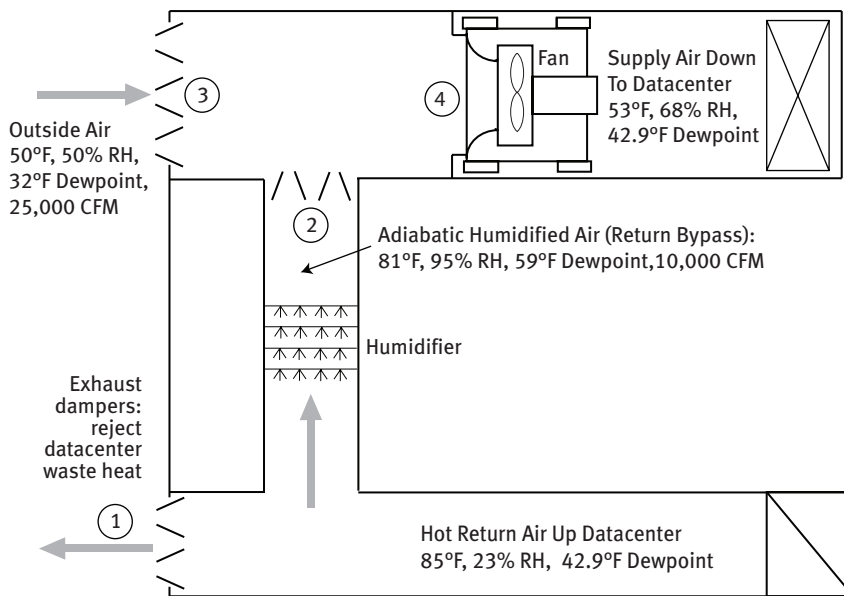 Fan
Supply Air Down
To Datacenter
53°F, 68% RH,
42.9°F Dewpoint
3
4
Outside Air
50°F, 50% RH,
32°F Dewpoint,
25,000 CFM
2
Adiabatic Humidified Air (Return Bypass):
81°F, 95% RH, 59°F Dewpoint,10,000 CFM
Humidifier
Exhaust
dampers:
reject
datacenter
waste heat
1
Hot Return Air Up Datacenter
85°F, 23% RH, 42.9°F Dewpoint